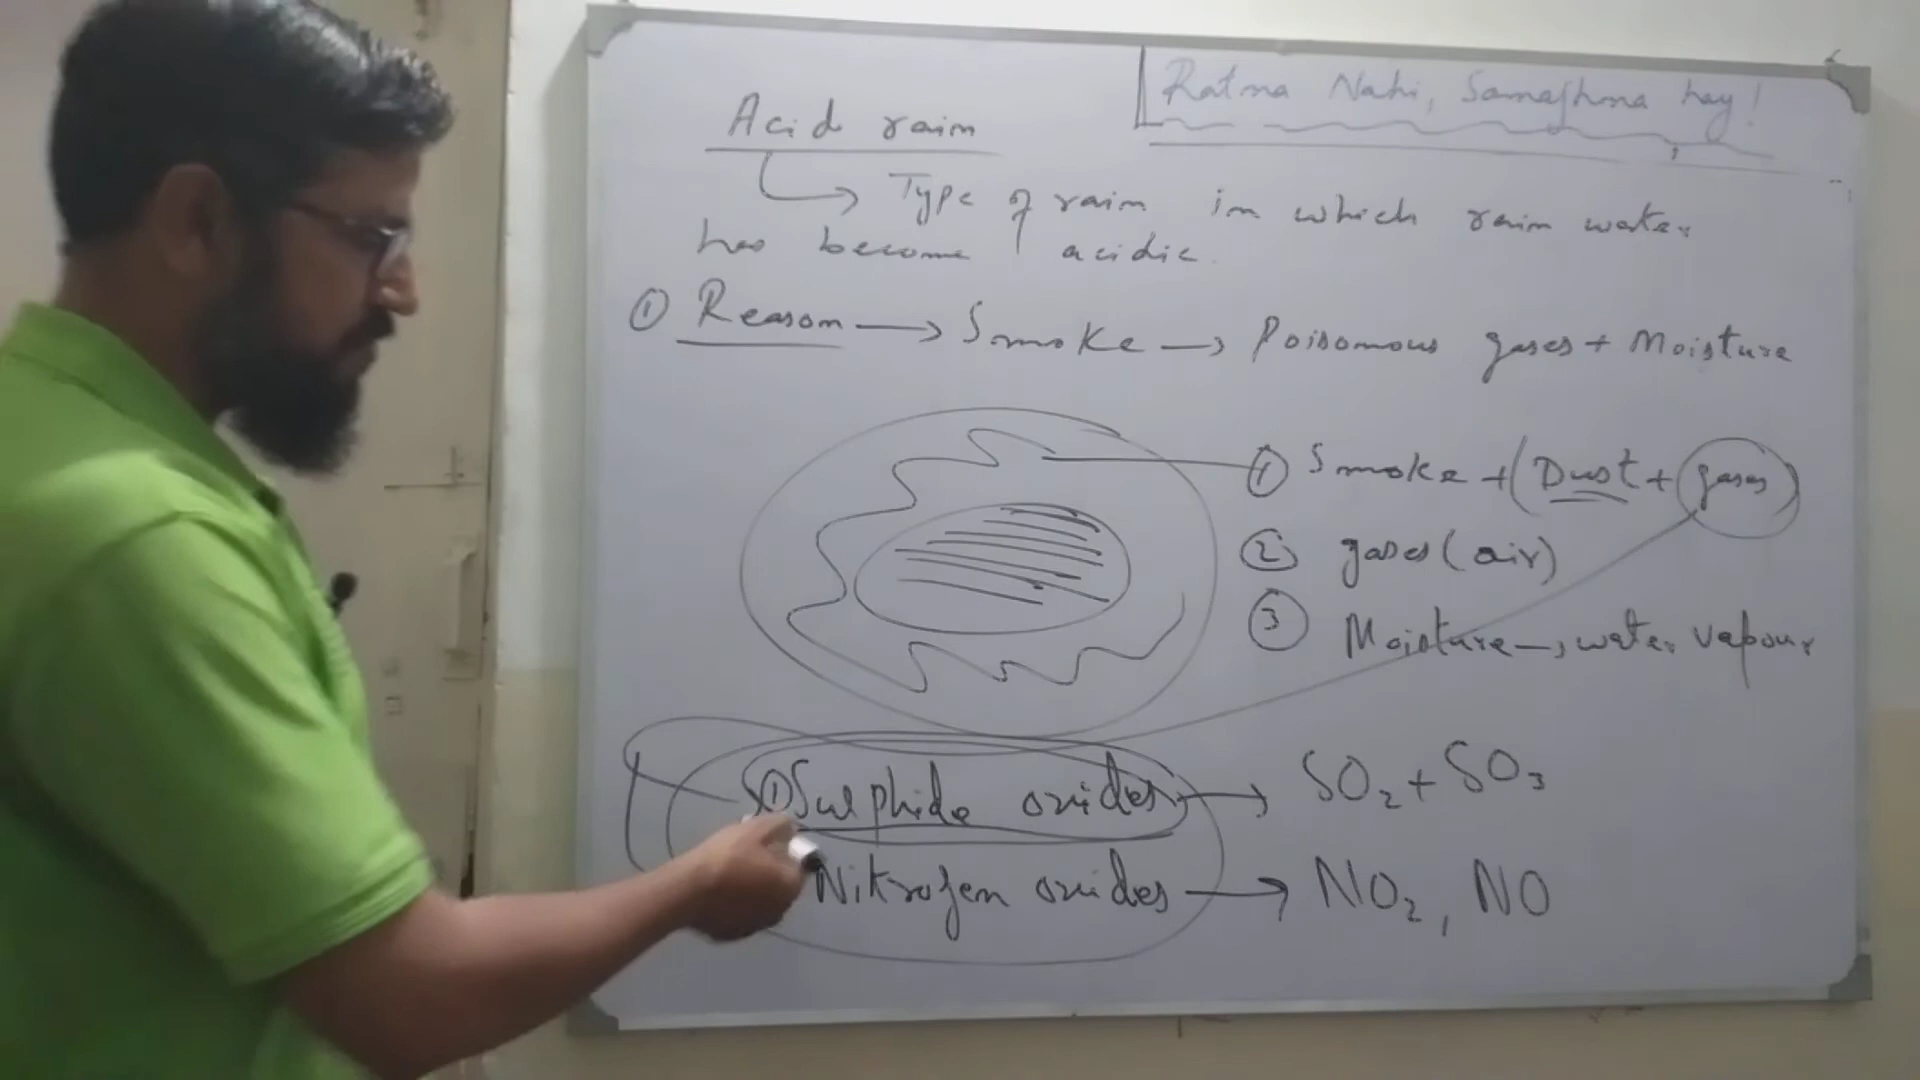 Ratna Nahi, Samajhna hay!
Acid rain
Type of rain in which rain water
has become acidic.
① Reason → Smoke → Poisonous gases + Moisture
① Smoke + (Dust + gases)
② gases (air)
③ Moisture → water vapour
① Sulphide oxides → SO₂ + SO₃
Nitrogen oxides → NO₂, NO